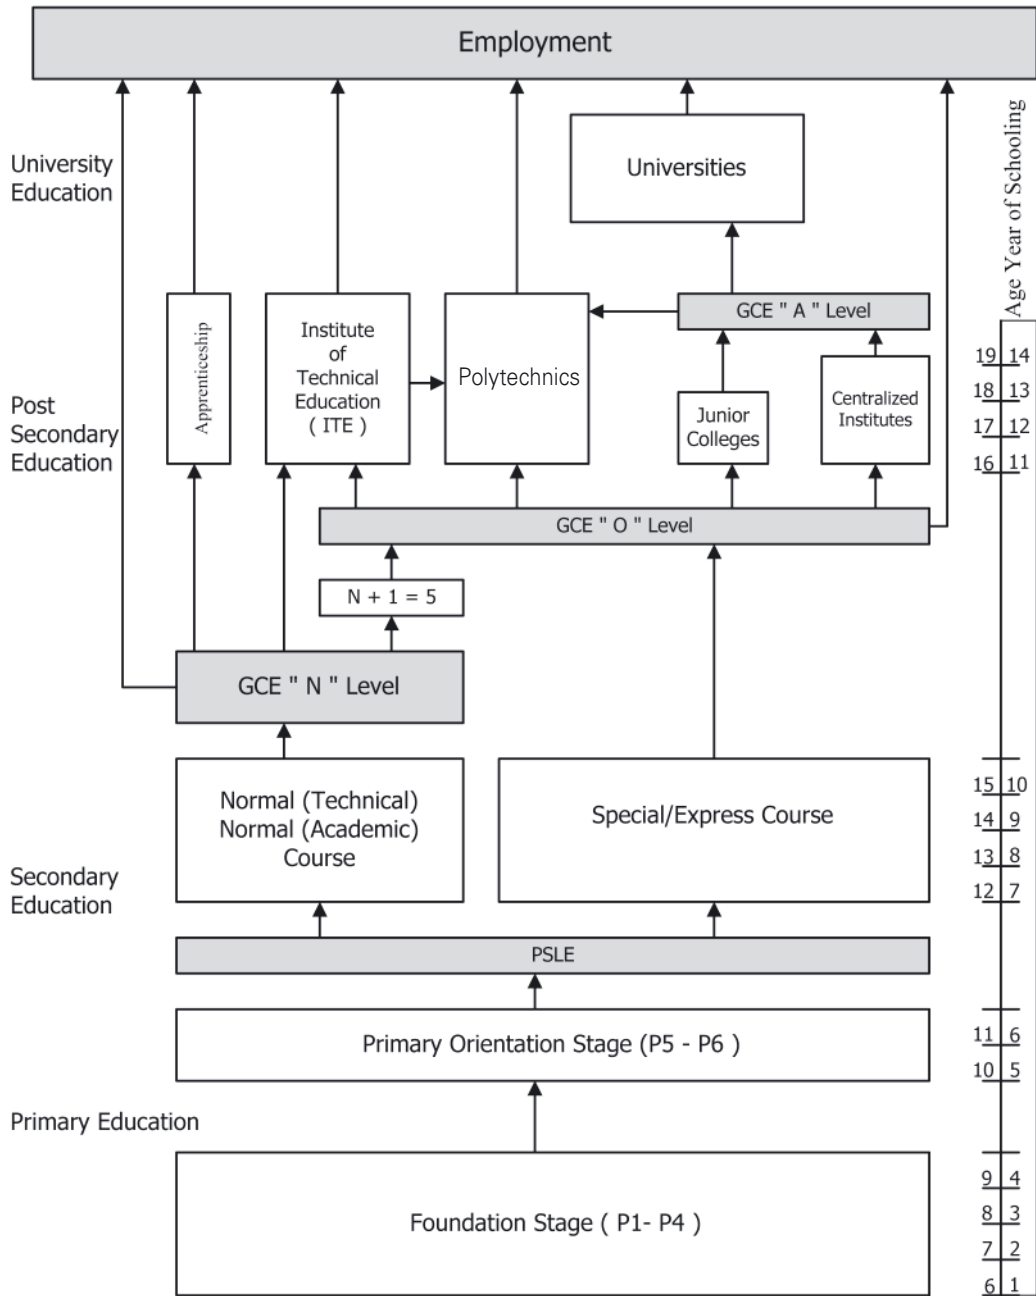 Employment
Age Year of Schooling
University
Education
Universities
GCE " A " Level
Apprenticeship
Institute
of
Technical
Education
( ITE )
Polytechnics
Junior
Colleges
Centralized
Institutes
Post
Secondary
Education
19 14
18 13
17 12
16 11
GCE " O " Level
N + 1 = 5
GCE " N " Level
Normal (Technical)
Normal (Academic)
Course
Special/Express Course
15 10
14 9
13 8
12 7
Secondary
Education
PSLE
Primary Orientation Stage (P5 - P6 )
11 6
10 5
Primary Education
Foundation Stage ( P1- P4 )
9 4
8 3
7 2
6 1